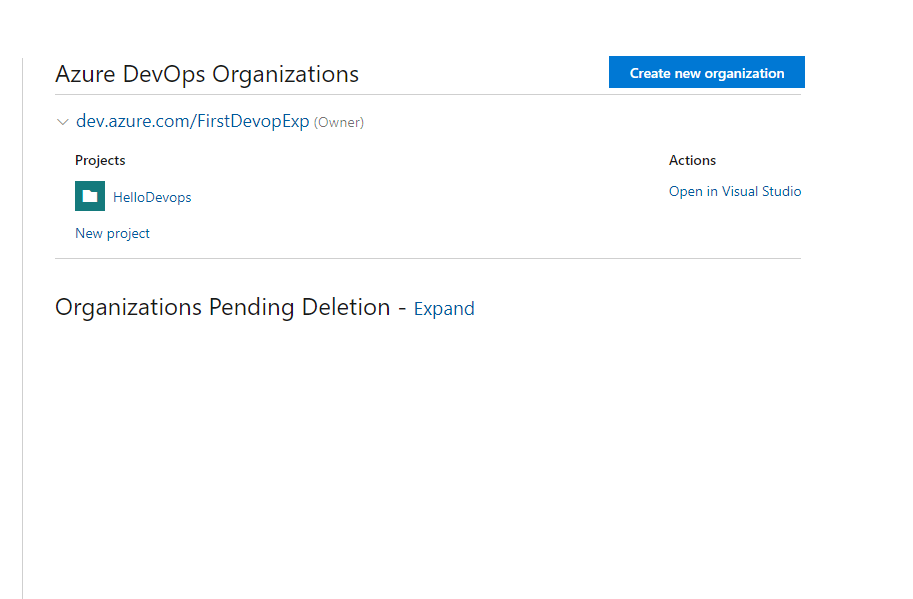 Azure DevOps Organizations
Create new organization
dev.azure.com/FirstDevopExp (Owner)
Projects
Actions
HelloDevops
Open in Visual Studio
New project
Organizations Pending Deletion - Expand